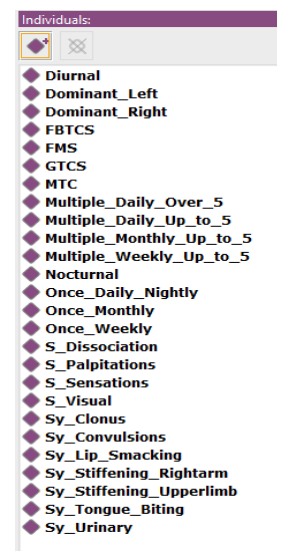 Individuals:
Diurnal
Dominant_Left
Dominant_Right
FBTCS
FMS
GTCS
MTC
Multiple_Daily_Over_5
Multiple_Daily_Up_to_5
Multiple_Monthly_Up_to_5
Multiple_Weekly_Up_to_5
Nocturnal
Once_Daily_Nightly
Once_Monthly
Once_Weekly
S_Dissociation
S_Palpitations
S_Sensations
S_Visual
Sy_Clonus
Sy_Convulsions
Sy_Lip_Smacking
Sy_Stiffening_Rightarm
Sy_Stiffening_Upperlimb
Sy_Tongue_Biting
Sy_Urinary